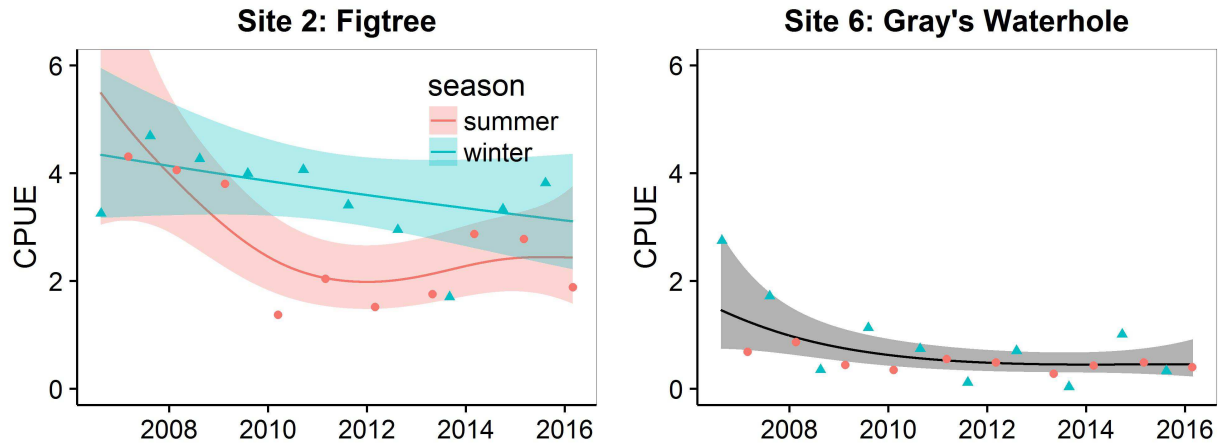 Site 2: Figtree
CPUE
6
4
2
0
season
summer
winter
2008 2010 2012 2014 2016
Site 6: Gray's Waterhole
CPUE
6
4
2
0
2008 2010 2012 2014 2016